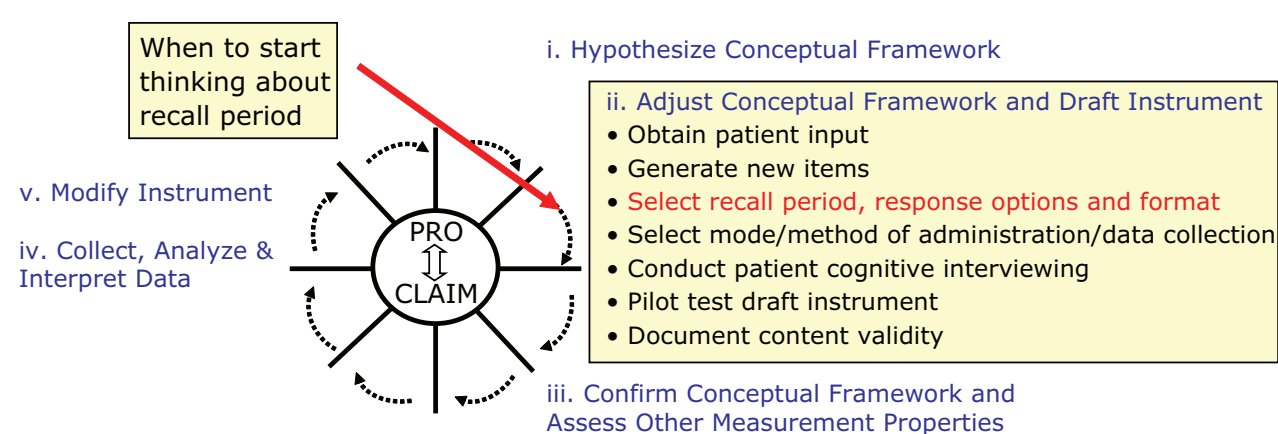 When to start
thinking about
recall period
i. Hypothesize Conceptual Framework
ii. Adjust Conceptual Framework and Draft Instrument
• Obtain patient input
• Generate new items
• Select recall period, response options and format
• Select mode/method of administration/data collection
• Conduct patient cognitive interviewing
• Pilot test draft instrument
• Document content validity
iii. Confirm Conceptual Framework and
Assess Other Measurement Properties
iv. Collect, Analyze &
Interpret Data
v. Modify Instrument
PRO
CLAIM